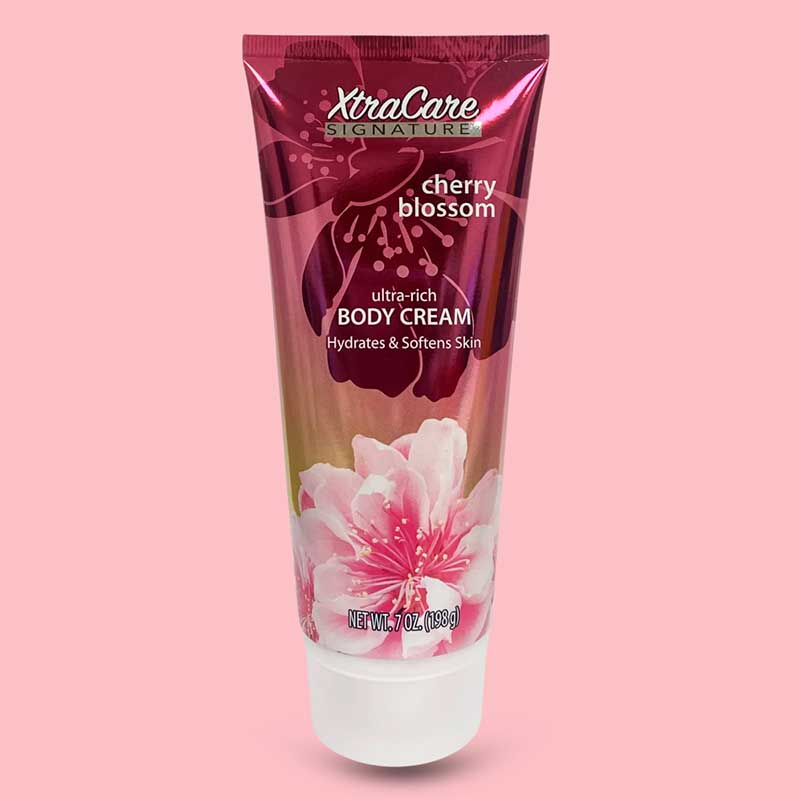 XtraCare
SIGNATURE
cherry
blossom
ultra-rich
BODY CREAM
Hydrates & Softens Skin
NET WT. 7 OZ. (198 g)